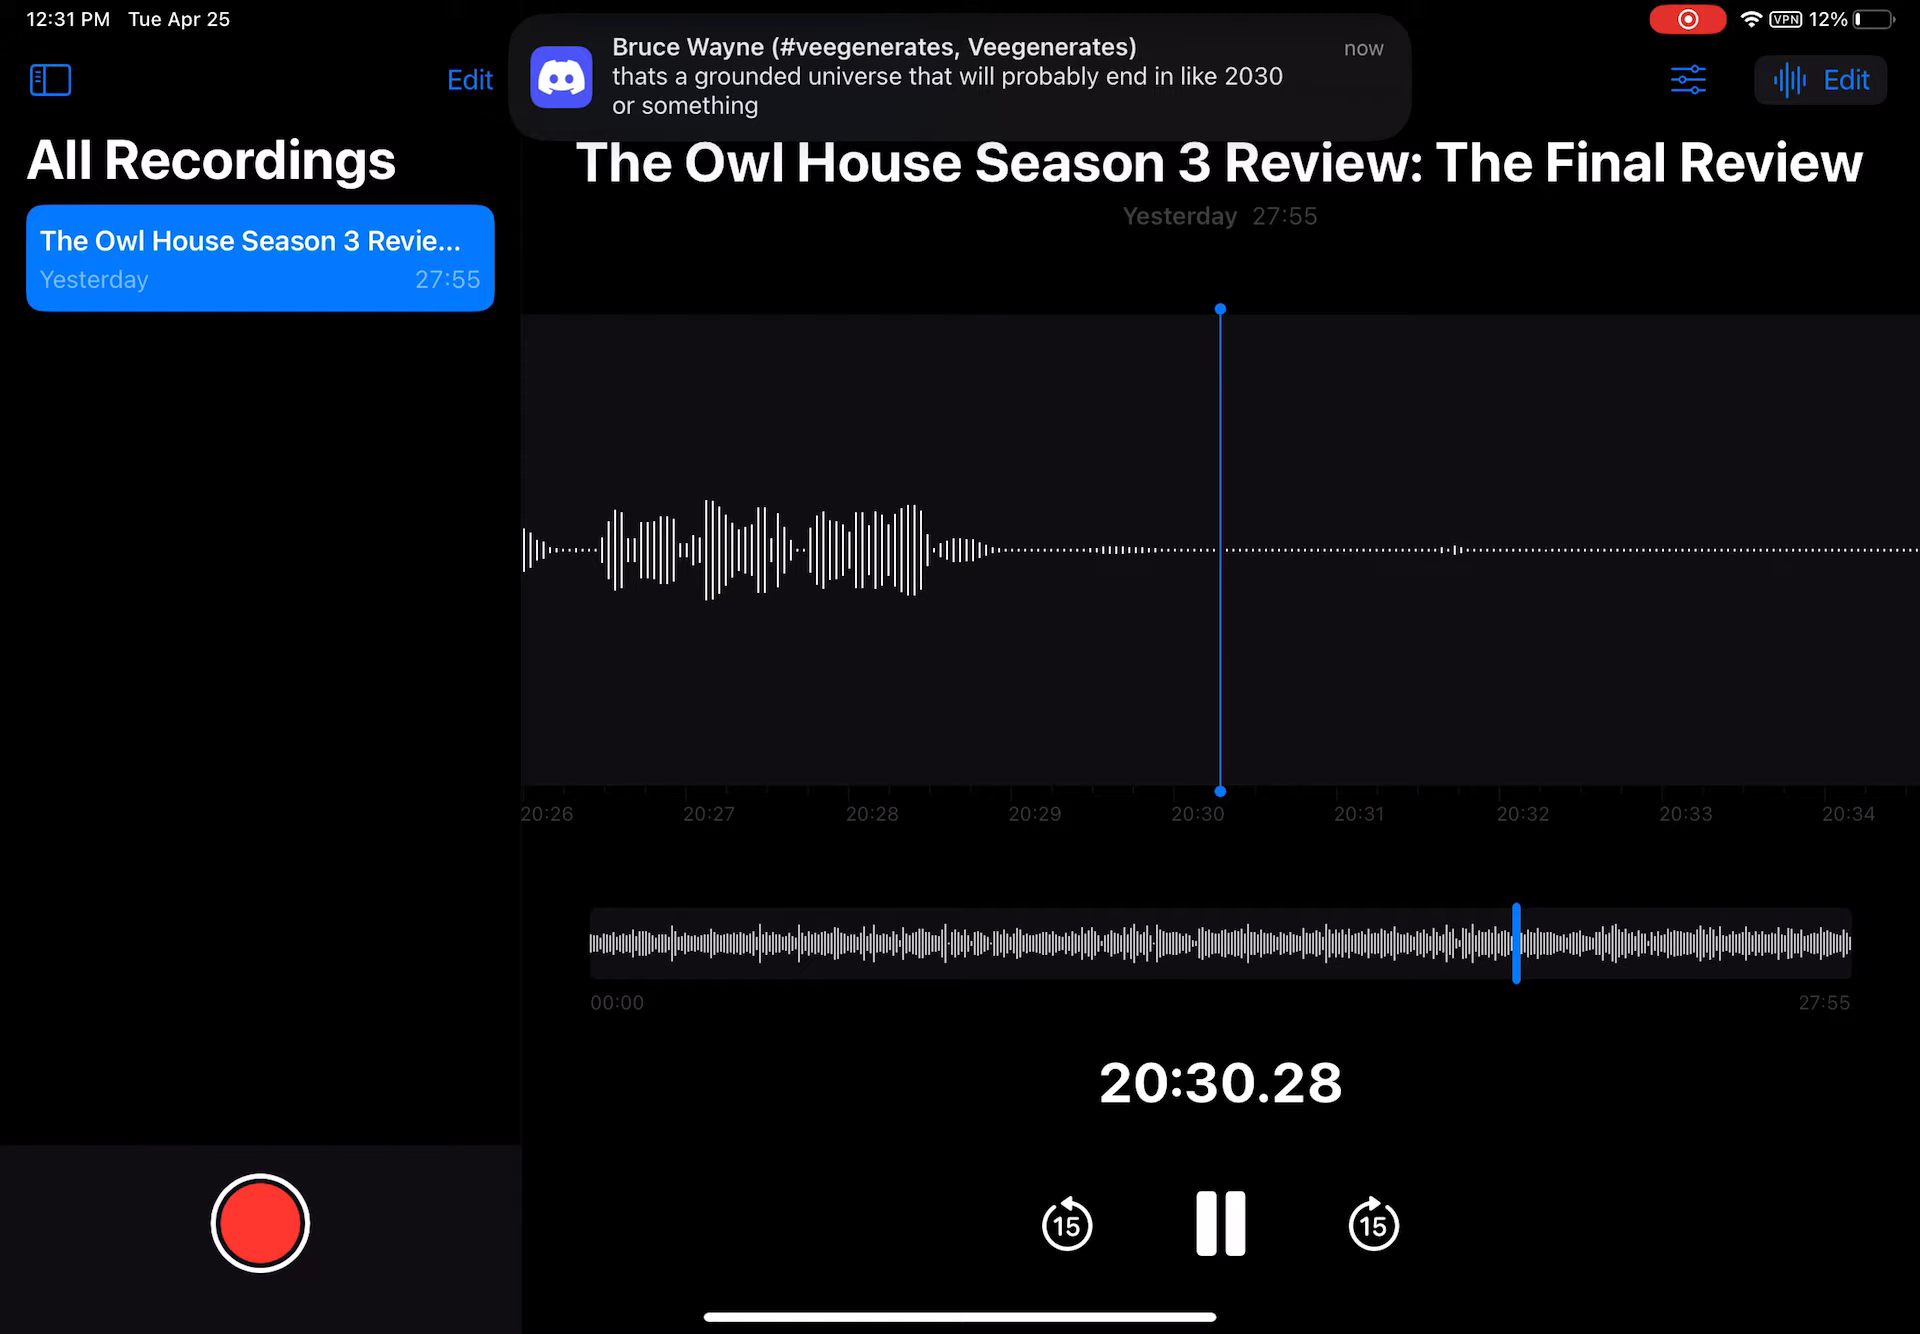 12:31 PM Tue Apr 25
VPN 12%
Edit
Bruce Wayne (#veegenerates, Veegenerates)
now
thats a grounded universe that will probably end in like 2030
or something
Edit
All Recordings
The Owl House Season 3 Revie...
Yesterday 27:55
The Owl House Season 3 Review: The Final Review
Yesterday 27:55
20:26 20:27 20:28 20:29 20:30 20:31 20:32 20:33 20:34
00:00 27:55
20:30.28
15 15